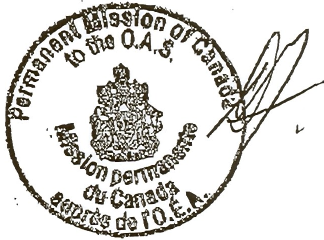 Permanent Mission of Canada
to the O.A.S.
Mission permanente
du Canada
auprès de l'O.E.A.